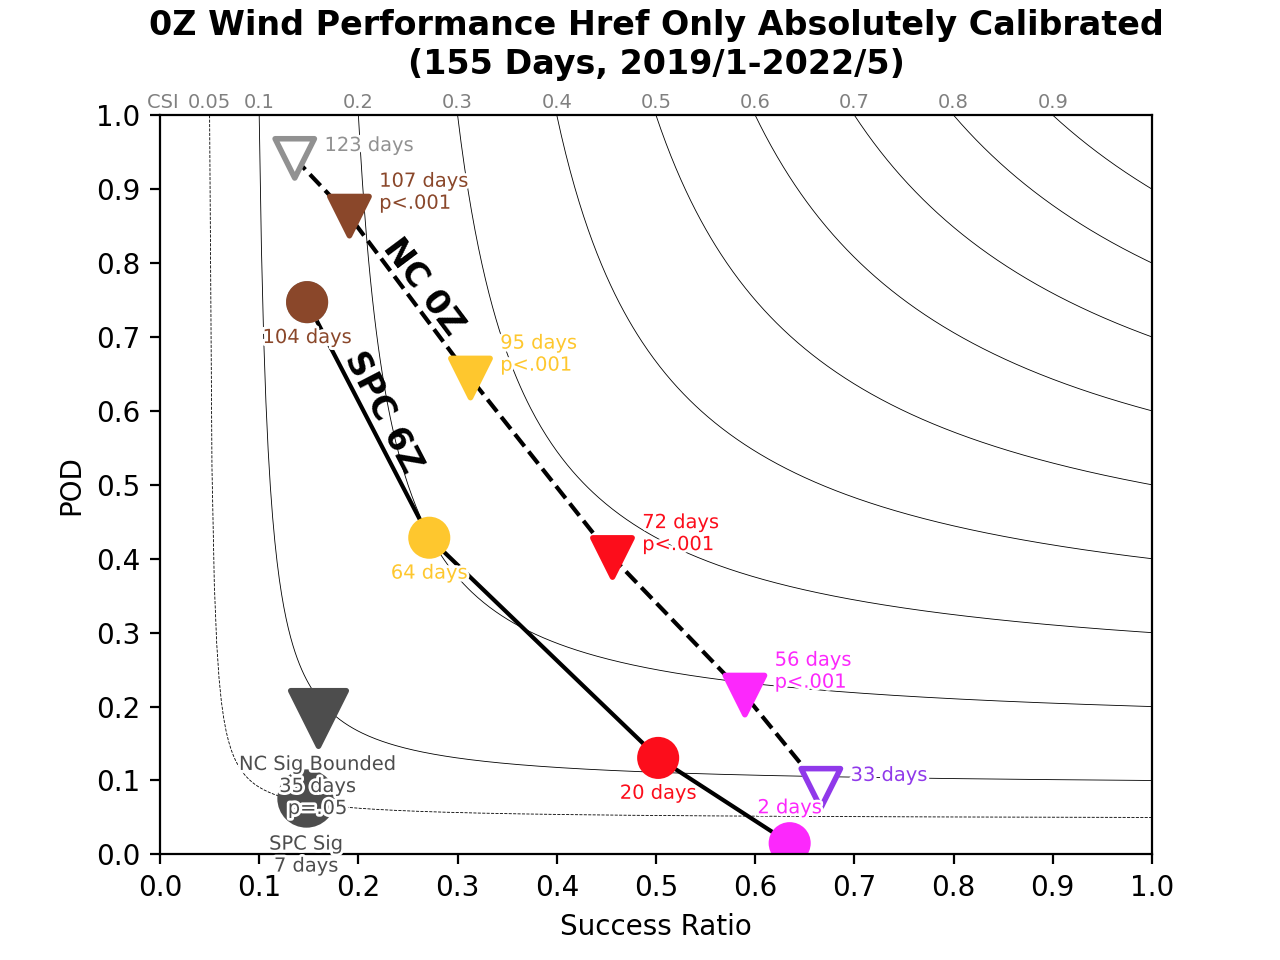 0Z Wind Performance Href Only Absolutely Calibrated
(155 Days, 2019/1-2022/5)
CSI 0.05 0.1 0.2 0.3 0.4 0.5 0.6 0.7 0.8 0.9
1.0
0.9
0.8
0.7
0.6
0.5
0.4
0.3
0.2
0.1
0.0
POD
123 days
107 days
p<.001
NC 0Z
104 days
95 days
p<.001
SPC 6Z
72 days
p<.001
64 days
56 days
p<.001
NC Sig Bounded
35 days
p=.05
33 days
20 days
2 days
SPC Sig
7 days
0.0 0.1 0.2 0.3 0.4 0.5 0.6 0.7 0.8 0.9 1.0
Success Ratio